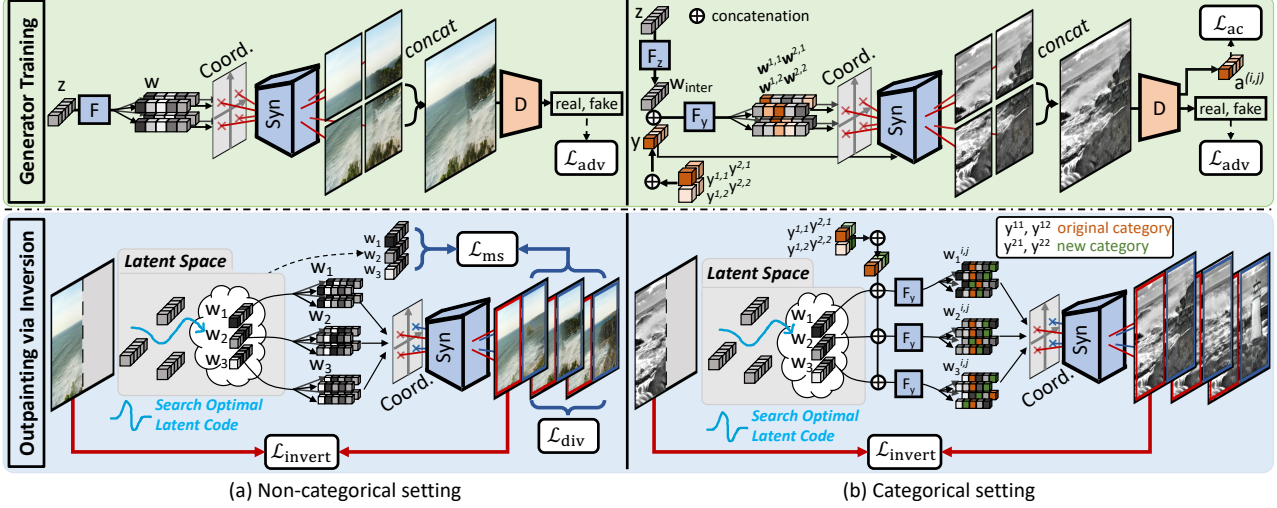 Generator Training
z
F
w
Coord.
Syn
concat
D
real, fake
ℒadv
z
⊕ concatenation
Fz
winter
y
Fy
w1,1w2,1
w1,2w2,2
y1,1y2,1
y1,2y2,2
Coord.
Syn
concat
D
ℒac
a(i,j)
real, fake
ℒadv
Outpainting via Inversion
Latent Space
w1
w2
w3
Search Optimal
Latent Code
w1
w2
w3
w1
w2
w3
ℒms
Coord.
Syn
ℒdiv
ℒinvert
Latent Space
w1
w2
w3
Search Optimal
Latent Code
y1,1y2,1
y1,2y2,2
Fy
Fy
Fy
w1i,j
w2i,j
w3i,j
y11, y12 original category
y21, y22 new category
Coord.
Syn
ℒinvert
(a) Non-categorical setting
(b) Categorical setting